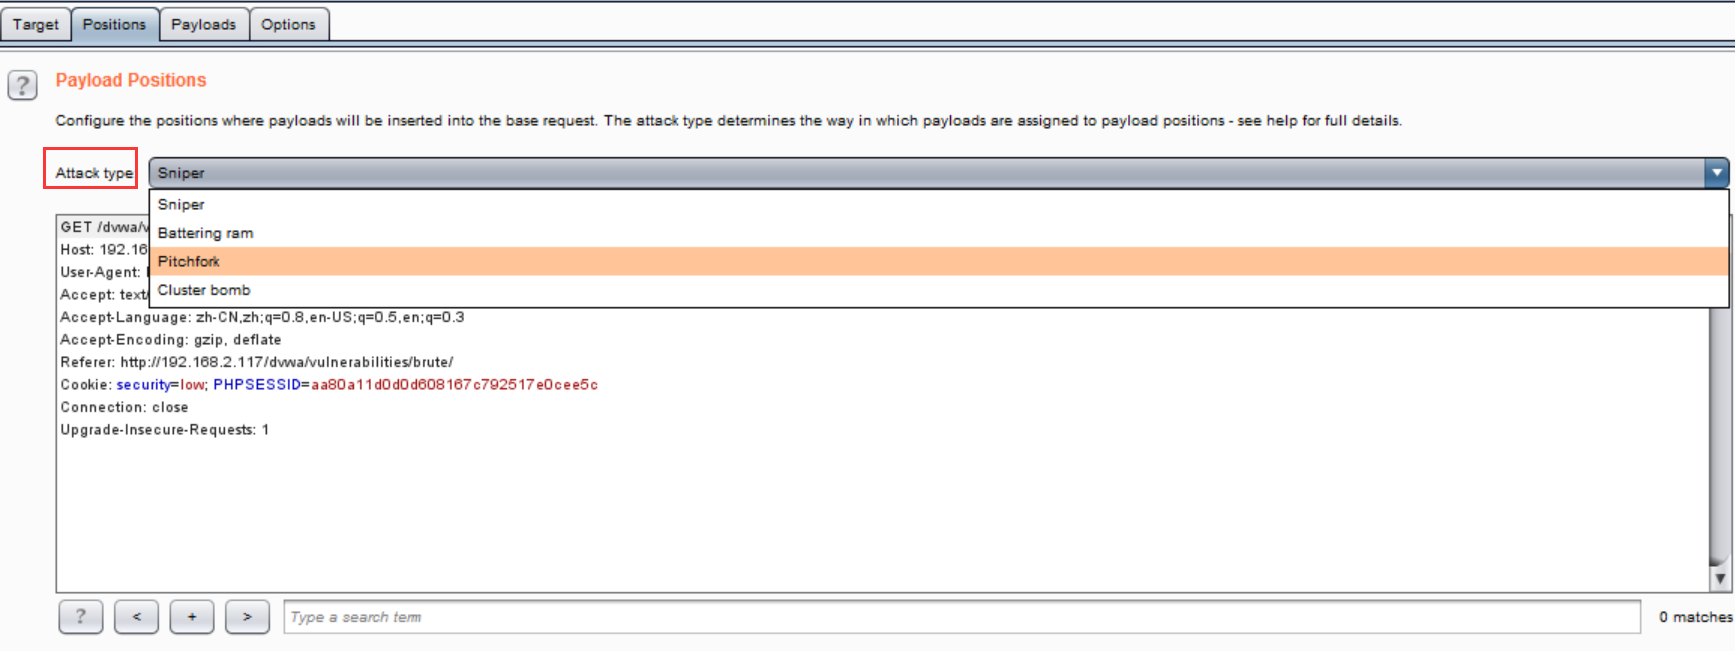 Target Positions Payloads Options
? Payload Positions
Configure the positions where payloads will be inserted into the base request. The attack type determines the way in which payloads are assigned to payload positions - see help for full details.
Attack type Sniper
Sniper
Battering ram
Pitchfork
Cluster bomb
GET /dvwa/v
Host: 192.16
User-Agent:
Accept: text/
Accept-Language: zh-CN,zh;q=0.8,en-US;q=0.5,en;q=0.3
Accept-Encoding: gzip, deflate
Referer: http://192.168.2.117/dvwa/vulnerabilities/brute/
Cookie: security=low; PHPSESSID=aa80a11d0d0d608167c792517e0cee5c
Connection: close
Upgrade-Insecure-Requests: 1
? < + > Type a search term 0 matches